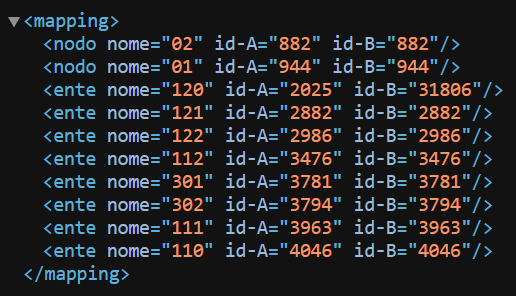 ▼<mapping>
<nodo nome="02" id-A="882" id-B="882"/>
<nodo nome="01" id-A="944" id-B="944"/>
<ente nome="120" id-A="2025" id-B="31806"/>
<ente nome="121" id-A="2882" id-B="2882"/>
<ente nome="122" id-A="2986" id-B="2986"/>
<ente nome="112" id-A="3476" id-B="3476"/>
<ente nome="301" id-A="3781" id-B="3781"/>
<ente nome="302" id-A="3794" id-B="3794"/>
<ente nome="111" id-A="3963" id-B="3963"/>
<ente nome="110" id-A="4046" id-B="4046"/>
</mapping>